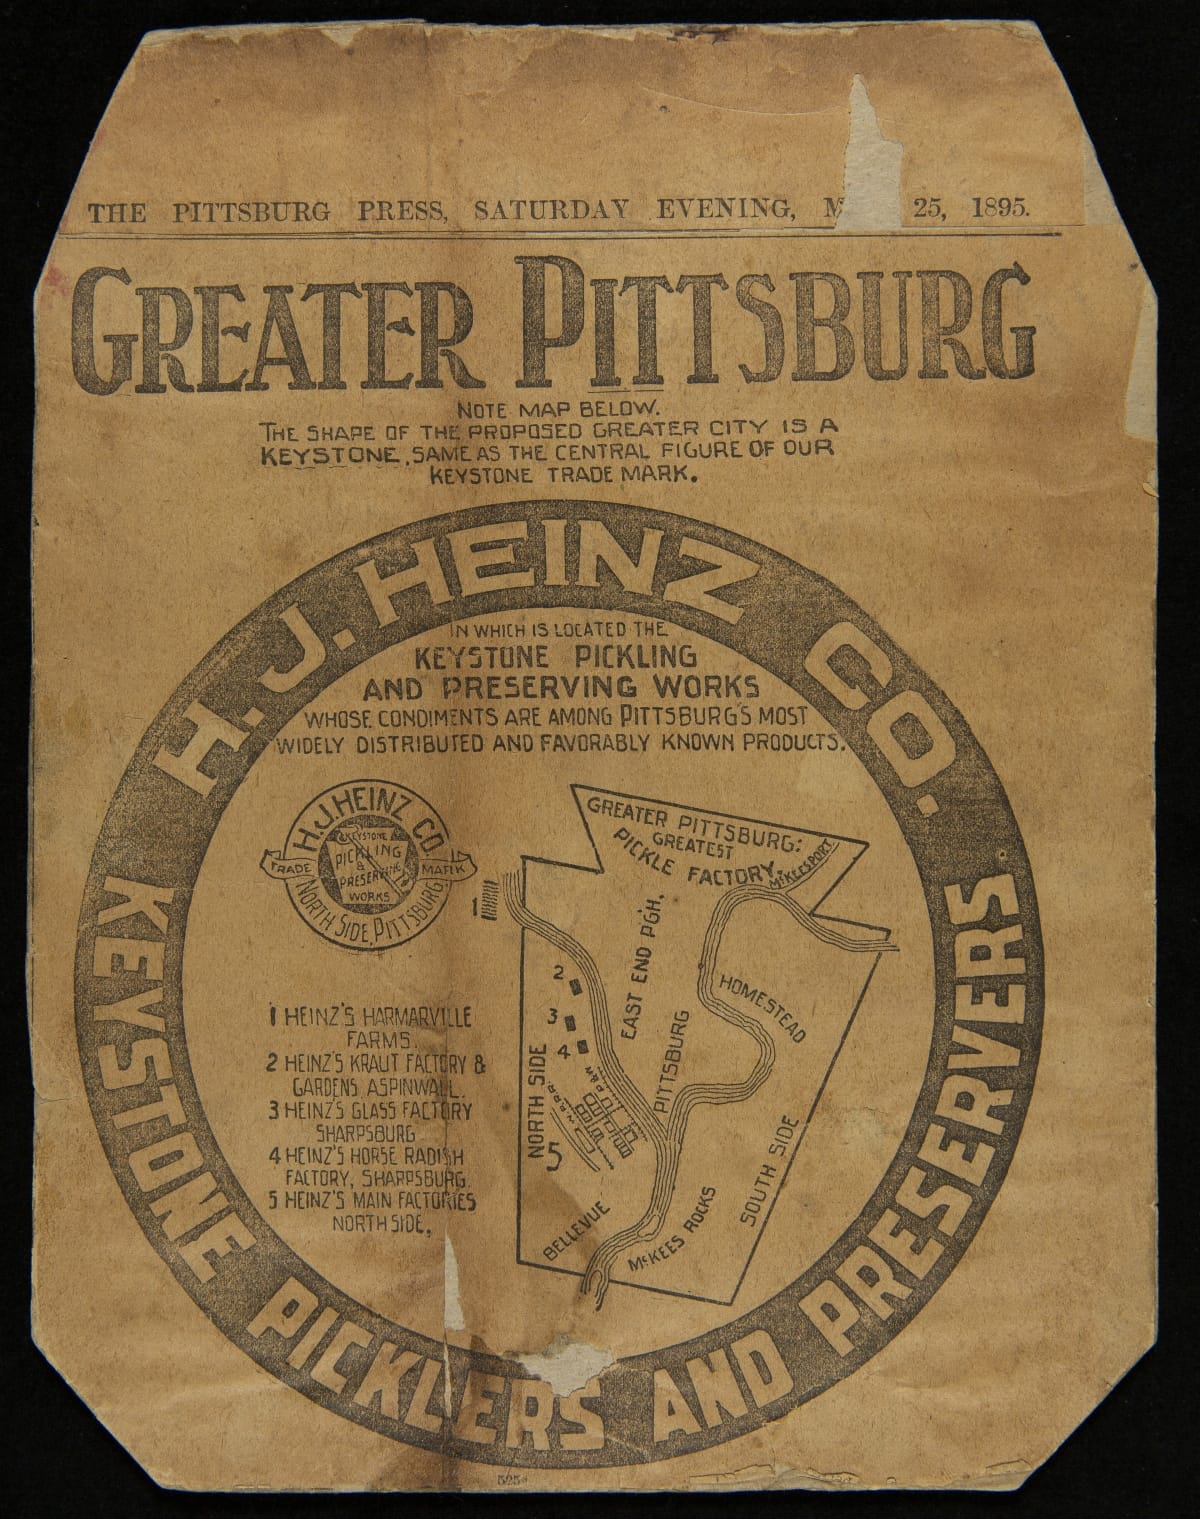 THE PITTSBURG PRESS, SATURDAY EVENING, M 25, 1895.
GREATER PITTSBURG
NOTE MAP BELOW.
THE SHAPE OF THE PROPOSED GREATER CITY IS A
KEYSTONE, SAME AS THE CENTRAL FIGURE OF OUR
KEYSTONE TRADE MARK.
H. J. HEINZ CO.
KEYSTONE PICKLERS AND PRESERVERS
IN WHICH IS LOCATED THE
KEYSTONE PICKLING
AND PRESERVING WORKS
WHOSE CONDIMENTS ARE AMONG PITTSBURG'S MOST
WIDELY DISTRIBUTED AND FAVORABLY KNOWN PRODUCTS.
H.J. HEINZ CO.
KEYSTONE
PICKLING
&
PRESERVING
WORKS
TRADE MARK
NORTH SIDE, PITTSBURG
1 HEINZ'S HARMARVILLE
FARMS.
2 HEINZ'S KRAUT FACTORY &
GARDENS, ASPINWALL.
3 HEINZ'S GLASS FACTORY
SHARPSBURG
4 HEINZ'S HORSE RADISH
FACTORY, SHARPSBURG.
5 HEINZ'S MAIN FACTORIES
NORTH SIDE.
GREATER PITTSBURG:
GREATEST
PICKLE FACTORY.
McKEESPORT
1
2
3
4
5
EAST END P'GH.
HOMESTEAD
PITTSBURG
NORTH SIDE
SOUTH SIDE
BELLEVUE
McKEES ROCKS
525